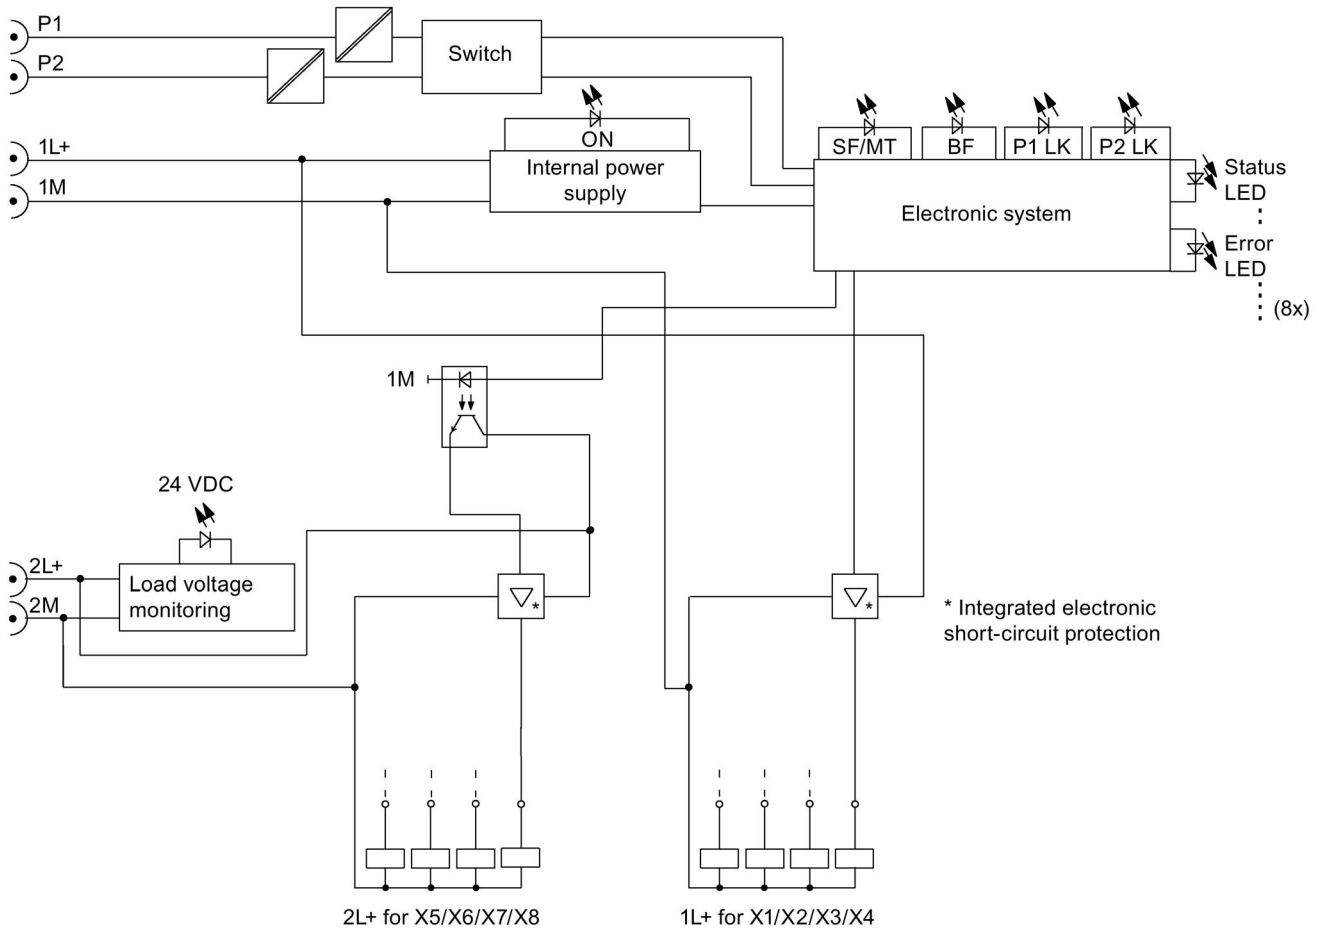 P1
P2
Switch
1L+
1M
ON
Internal power
supply
SF/MT
BF
P1 LK
P2 LK
Electronic system
Status
LED
Error
LED
(8x)
1M
24 VDC
2L+
2M
Load voltage
monitoring
*
*
* Integrated electronic
short-circuit protection
2L+ for X5/X6/X7/X8
1L+ for X1/X2/X3/X4